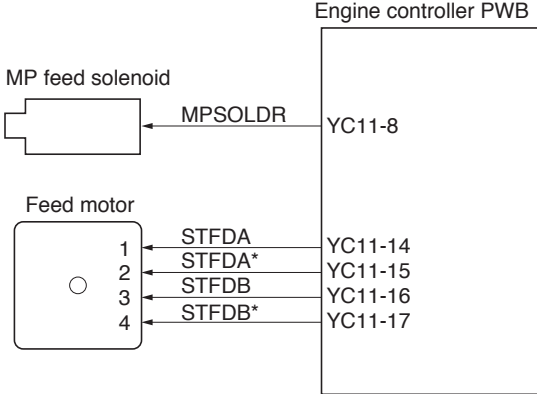 Engine controller PWB
MP feed solenoid
MPSOLDR
YC11-8
Feed motor
1 STFDA YC11-14
2 STFDA* YC11-15
3 STFDB YC11-16
4 STFDB* YC11-17